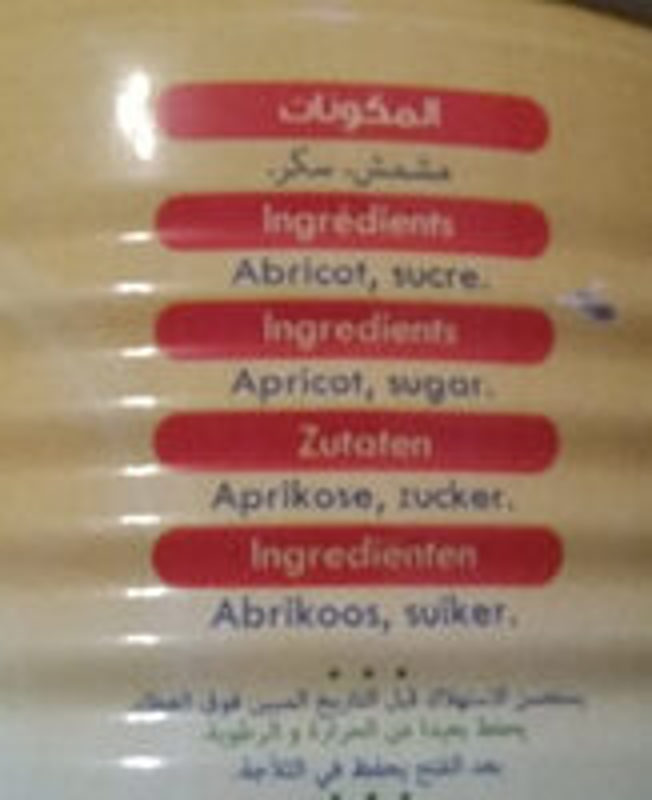 المكونات
مشمش، سكر.
Ingrédients
Abricot, sucre.
Ingredients
Apricot, sugar.
Zutaten
Aprikose, zucker.
Ingrediënten
Abrikoos, suiker.
يستحسن الاستهلاك قبل التاريخ المبين فوق الغطاء
يحفظ بعيدا عن الحرارة و الرطوبة.
بعد الفتح يحفظ في الثلاجة.